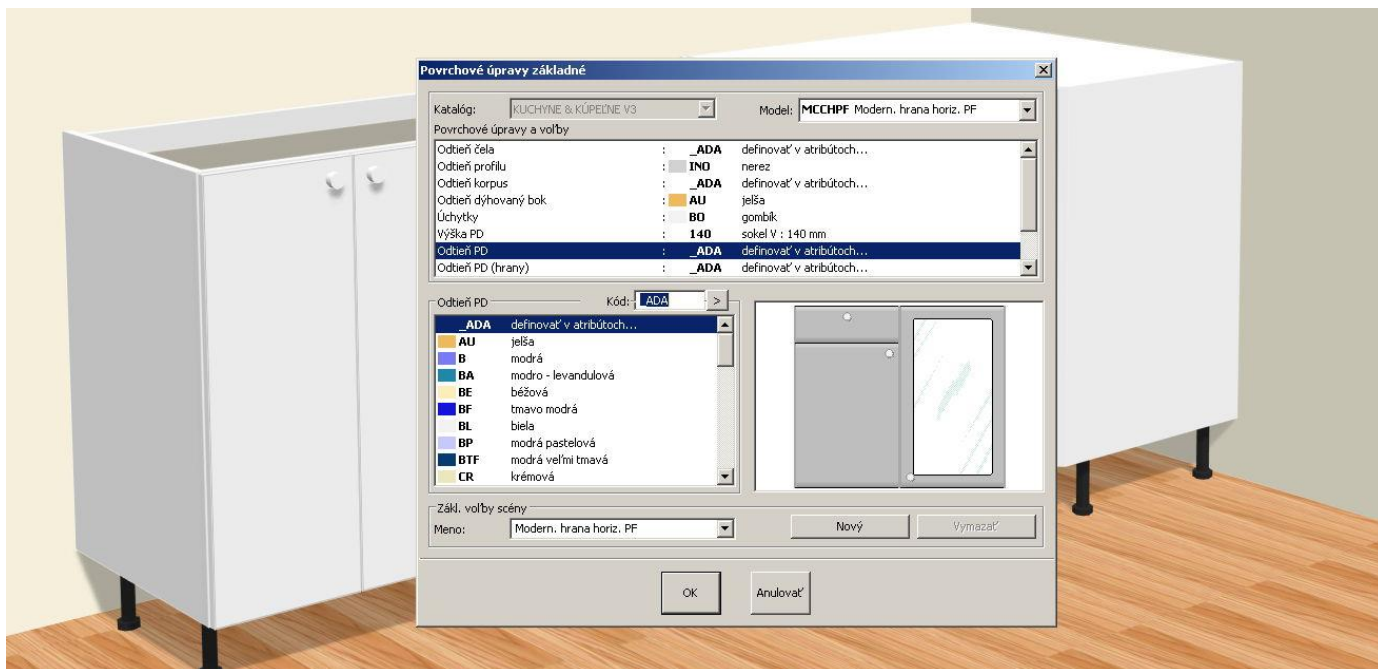 Povrchové úpravy základné
Katalóg: KUCHYNE & KÚPEĽNE V3 Model: MCCHPF Modern. hrana horiz. PF
Povrchové úpravy a voľby
Odtieň čela : _ADA definovať v atribútoch...
Odtieň profilu : INO nerez
Odtieň korpus : _ADA definovať v atribútoch...
Odtieň dýhovaný bok : AU jelša
Úchytky : BO gombík
Výška PD : 140 sokel V : 140 mm
Odtieň PD : _ADA definovať v atribútoch...
Odtieň PD (hrany) : _ADA definovať v atribútoch...
Odtieň PD Kód: _ADA >
_ADA definovať v atribútoch...
AU jelša
B modrá
BA modro - levandulová
BE béžová
BF tmavo modrá
BL biela
BP modrá pastelová
BTF modrá veľmi tmavá
CR krémová
Zákl. voľby scény
Meno: Modern. hrana horiz. PF Nový Vymazať
OK Anulovať